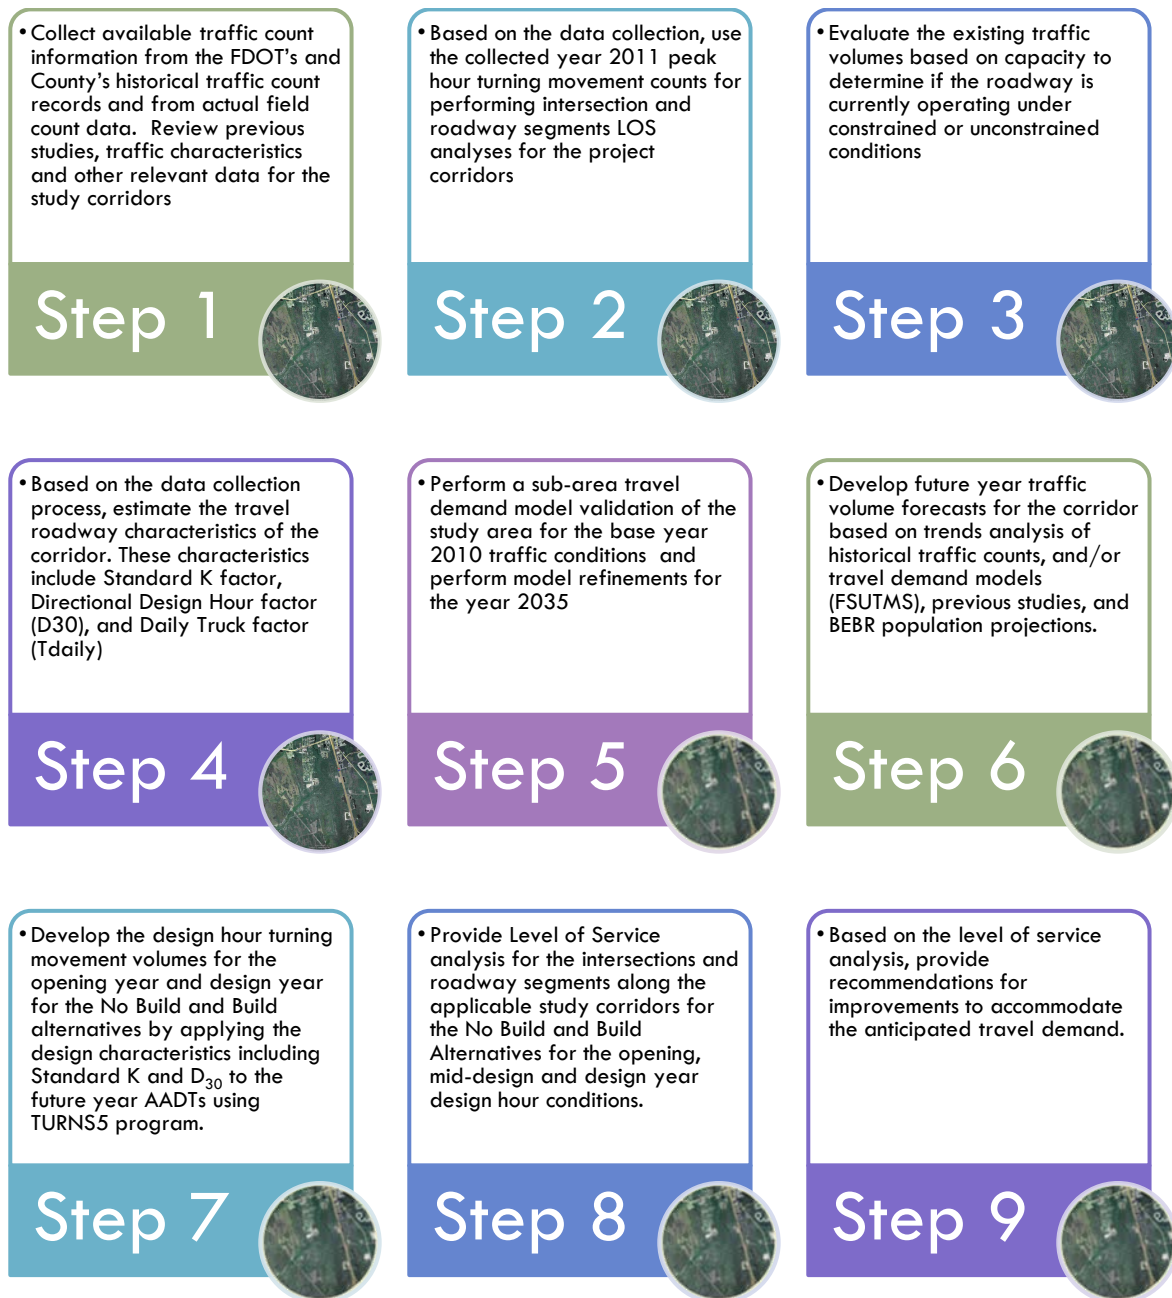 • Collect available traffic count
information from the FDOT's and
County's historical traffic count
records and from actual field
count data.  Review previous
studies, traffic characteristics
and other relevant data for the
study corridors
Step 1
• Based on the data collection, use
the collected year 2011 peak
hour turning movement counts for
performing intersection and
roadway segments LOS
analyses for the project
corridors
Step 2
• Evaluate the existing traffic
volumes based on capacity to
determine if the roadway is
currently operating under
constrained or unconstrained
conditions
Step 3
• Based on the data collection
process, estimate the travel
roadway characteristics of the
corridor. These characteristics
include Standard K factor,
Directional Design Hour factor
(D30), and Daily Truck factor
(Tdaily)
Step 4
• Perform a sub-area travel
demand model validation of the
study area for the base year
2010 traffic conditions  and
perform model refinements for
the year 2035
Step 5
• Develop future year traffic
volume forecasts for the corridor
based on trends analysis of
historical traffic counts, and/or
travel demand models
(FSUTMS), previous studies, and
BEBR population projections.
Step 6
• Develop the design hour turning
movement volumes for the
opening year and design year
for the No Build and Build
alternatives by applying the
design characteristics including
Standard K and D30 to the
future year AADTs using
TURNS5 program.
Step 7
• Provide Level of Service
analysis for the intersections and
roadway segments along the
applicable study corridors for
the No Build and Build
Alternatives for the opening,
mid-design and design year
design hour conditions.
Step 8
• Based on the level of service
analysis, provide
recommendations for
improvements to accommodate
the anticipated travel demand.
Step 9